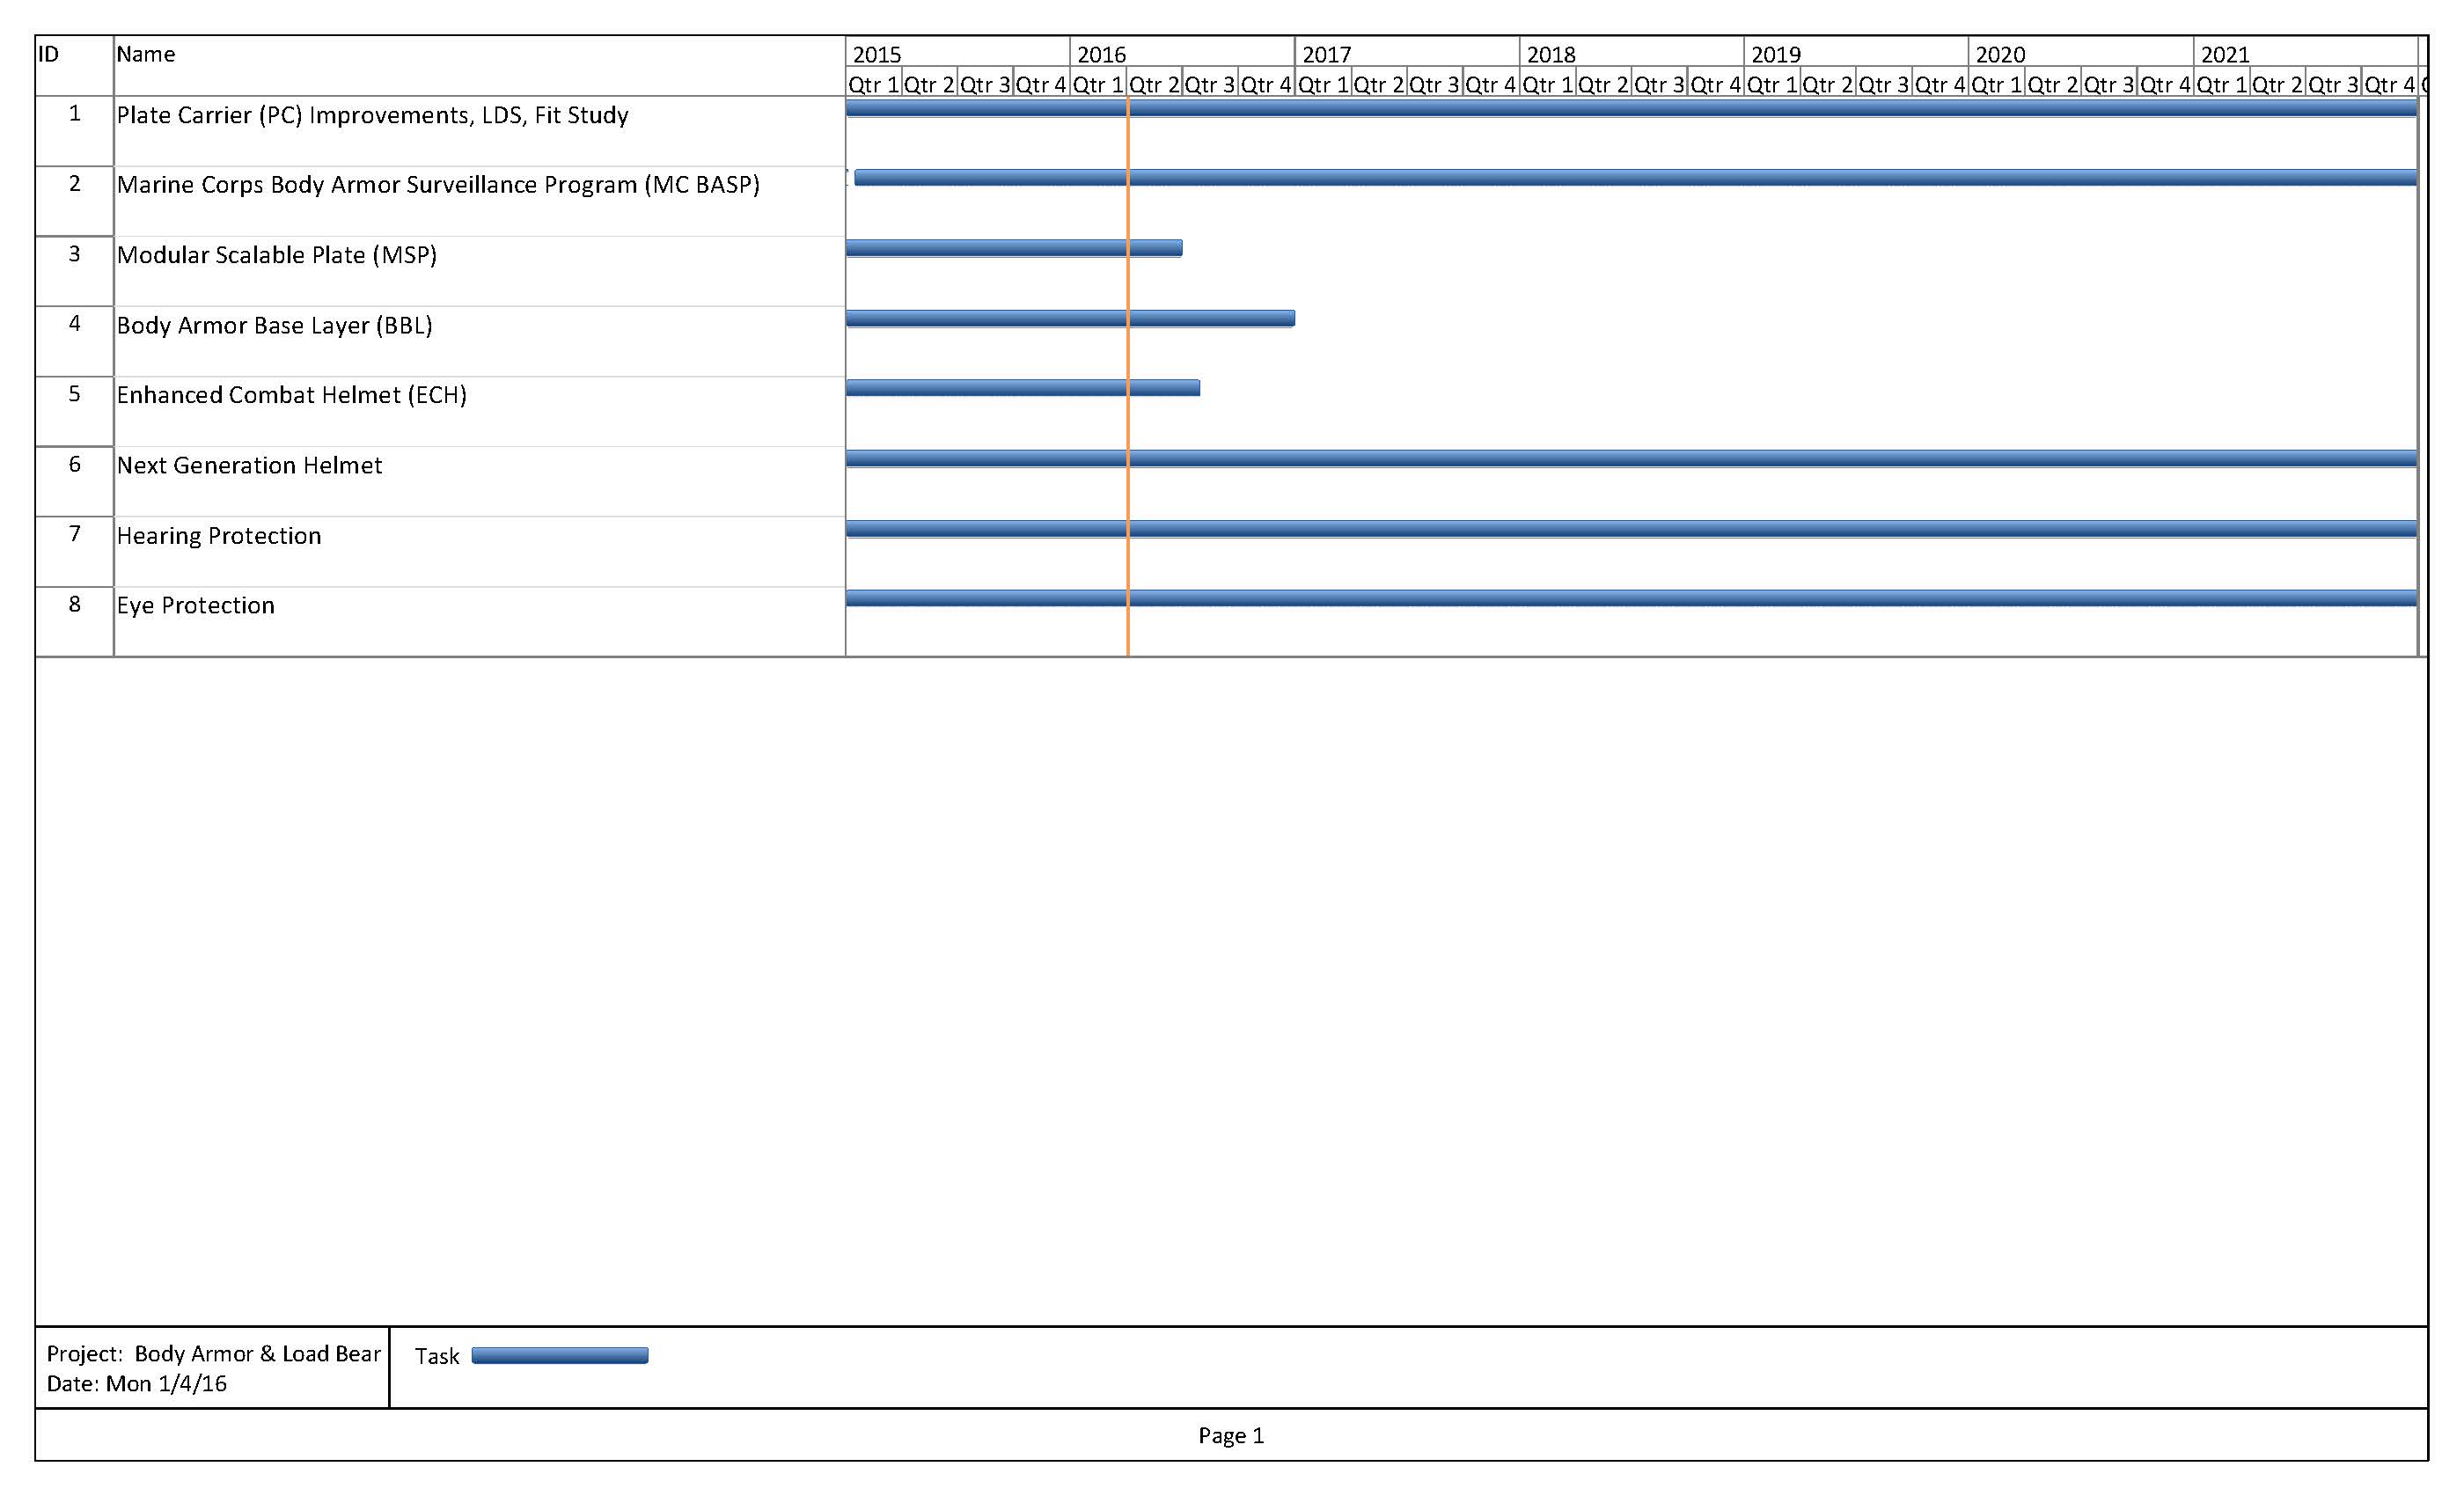 ID Name 2015 2016 2017 2018 2019 2020 2021
Qtr 1 Qtr 2 Qtr 3 Qtr 4 Qtr 1 Qtr 2 Qtr 3 Qtr 4 Qtr 1 Qtr 2 Qtr 3 Qtr 4 Qtr 1 Qtr 2 Qtr 3 Qtr 4 Qtr 1 Qtr 2 Qtr 3 Qtr 4 Qtr 1 Qtr 2 Qtr 3 Qtr 4 Qtr 1 Qtr 2 Qtr 3 Qtr 4
1 Plate Carrier (PC) Improvements, LDS, Fit Study
2 Marine Corps Body Armor Surveillance Program (MC BASP)
3 Modular Scalable Plate (MSP)
4 Body Armor Base Layer (BBL)
5 Enhanced Combat Helmet (ECH)
6 Next Generation Helmet
7 Hearing Protection
8 Eye Protection
Project: Body Armor & Load Bear
Date: Mon 1/4/16
Task
Page 1